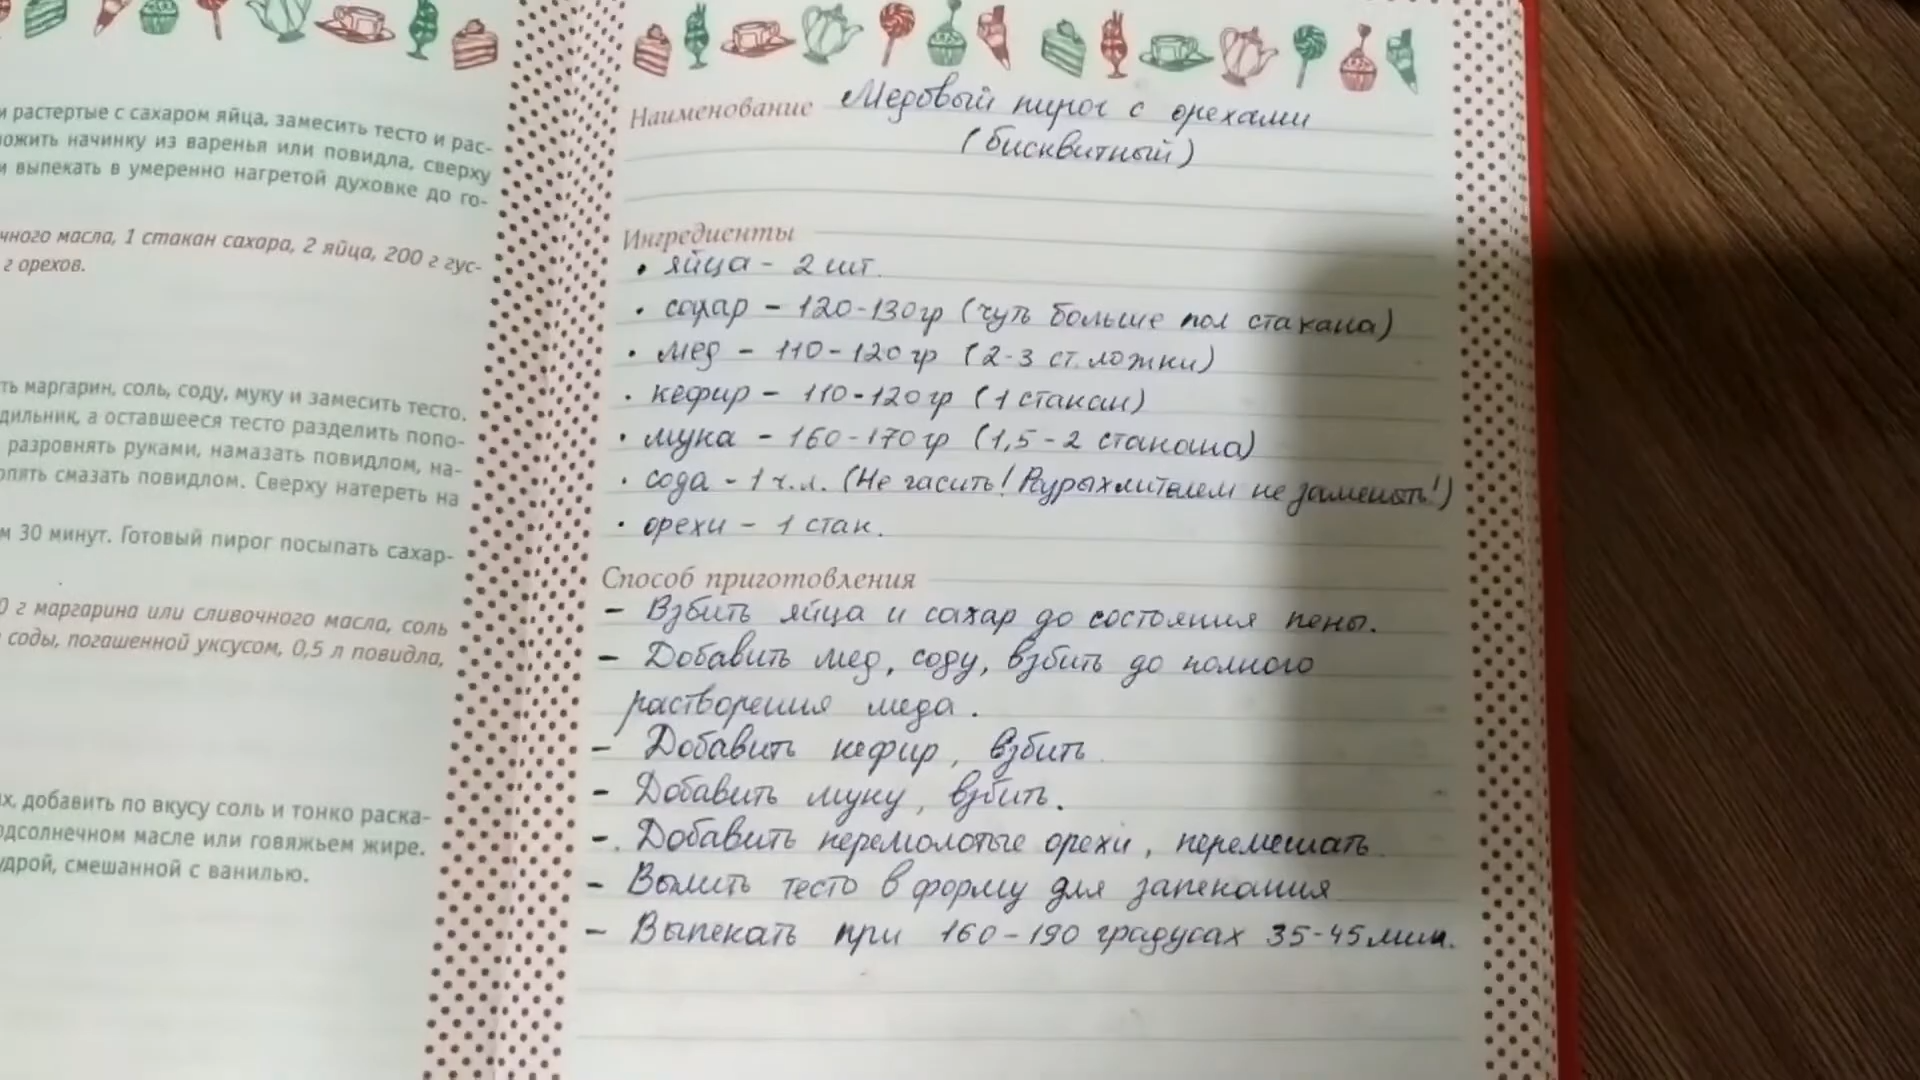 и растертые с сахаром яйца, замесить тесто и рас-
ожить начинку из варенья или повидла, сверху
и выпекать в умеренно нагретой духовке до го-
чного масла, 1 стакан сахара, 2 яйца, 200 г гус-
г орехов.
ть маргарин, соль, соду, муку и замесить тесто.
дильник, а оставшееся тесто разделить попо-
разровнять руками, намазать повидлом, на-
опять смазать повидлом. Сверху натереть на
м 30 минут. Готовый пирог посыпать сахар-
0 г маргарина или сливочного масла, соль
соды, погашенной уксусом, 0,5 л повидла,
х, добавить по вкусу соль и тонко раска-
одсолнечном масле или говяжьем жире.
удрой, смешанной с ванилью.
Наименование Медовый пирог с орехами
(бисквитный)
Ингредиенты
• яйца - 2 шт.
• сахар - 120-130 гр (чуть больше пол стакана)
• мед - 110-120 гр (2-3 ст. ложки)
• кефир - 110-120 гр (1 стакан)
• мука - 160-170 гр (1,5-2 стакана)
• сода - 1 ч.л. (Не гасить! Разрыхлителем не заменять!)
• орехи - 1 стак.
Способ приготовления
- Взбить яйца и сахар до состояния пены.
- Добавить мед, соду, взбить до полного
растворения меда.
- Добавить кефир, взбить
- Добавить муку, взбить.
- Добавить перемолотые орехи, перемешать
- Вылить тесто в форму для запекания
- Выпекать при 160-190 градусах 35-45 мин.